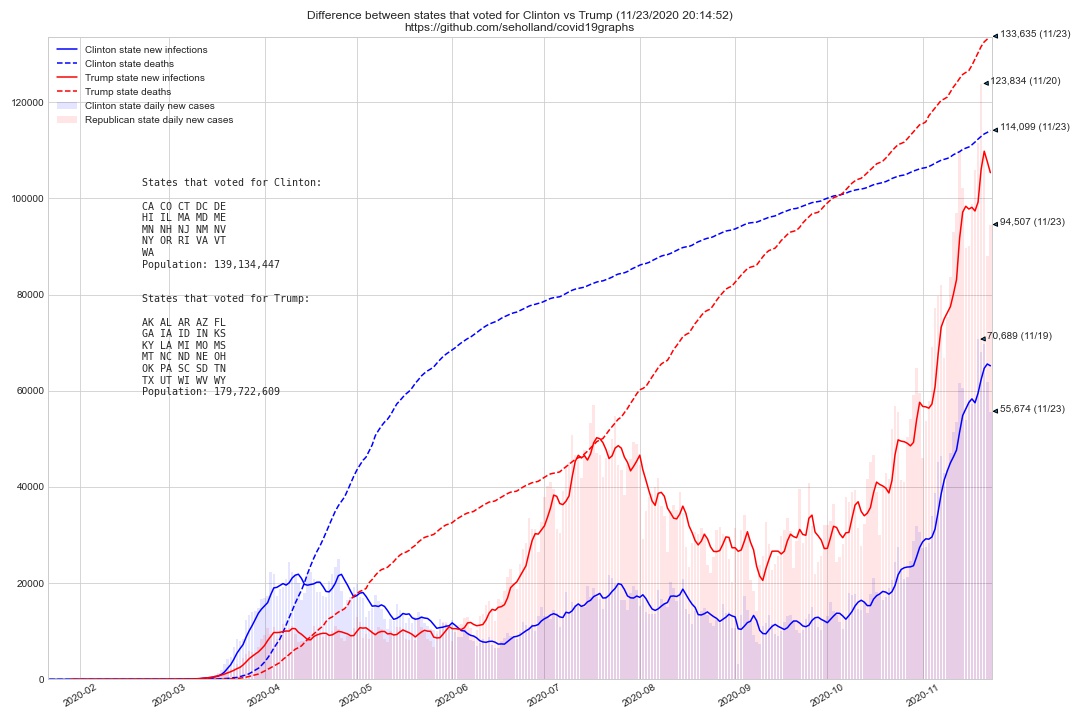 Difference between states that voted for Clinton vs Trump (11/23/2020 20:14:52)
https://github.com/seholland/covid19graphs
Clinton state new infections
Clinton state deaths
Trump state new infections
Trump state deaths
Clinton state daily new cases
Republican state daily new cases
133,635 (11/23)
123,834 (11/20)
114,099 (11/23)
94,507 (11/23)
70,689 (11/19)
55,674 (11/23)
States that voted for Clinton:
CA CO CT DC DE
HI IL MA MD ME
MN NH NJ NM NV
NY OR RI VA VT
WA
Population: 139,134,447
States that voted for Trump:
AK AL AR AZ FL
GA IA ID IN KS
KY LA MI MO MS
MT NC ND NE OH
OK PA SC SD TN
TX UT WI WV WY
Population: 179,722,609
120000
100000
80000
60000
40000
20000
0
2020-02
2020-03
2020-04
2020-05
2020-06
2020-07
2020-08
2020-09
2020-10
2020-11